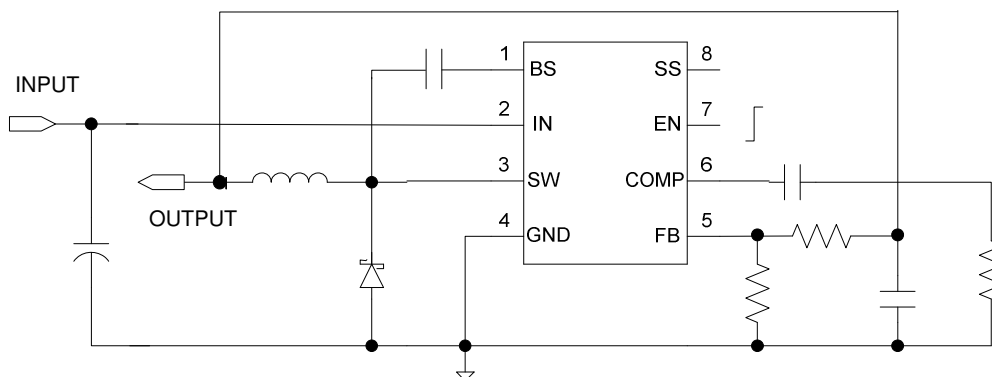 INPUT
OUTPUT
1 BS
2 IN
3 SW
4 GND
SS 8
EN 7
COMP 6
FB 5